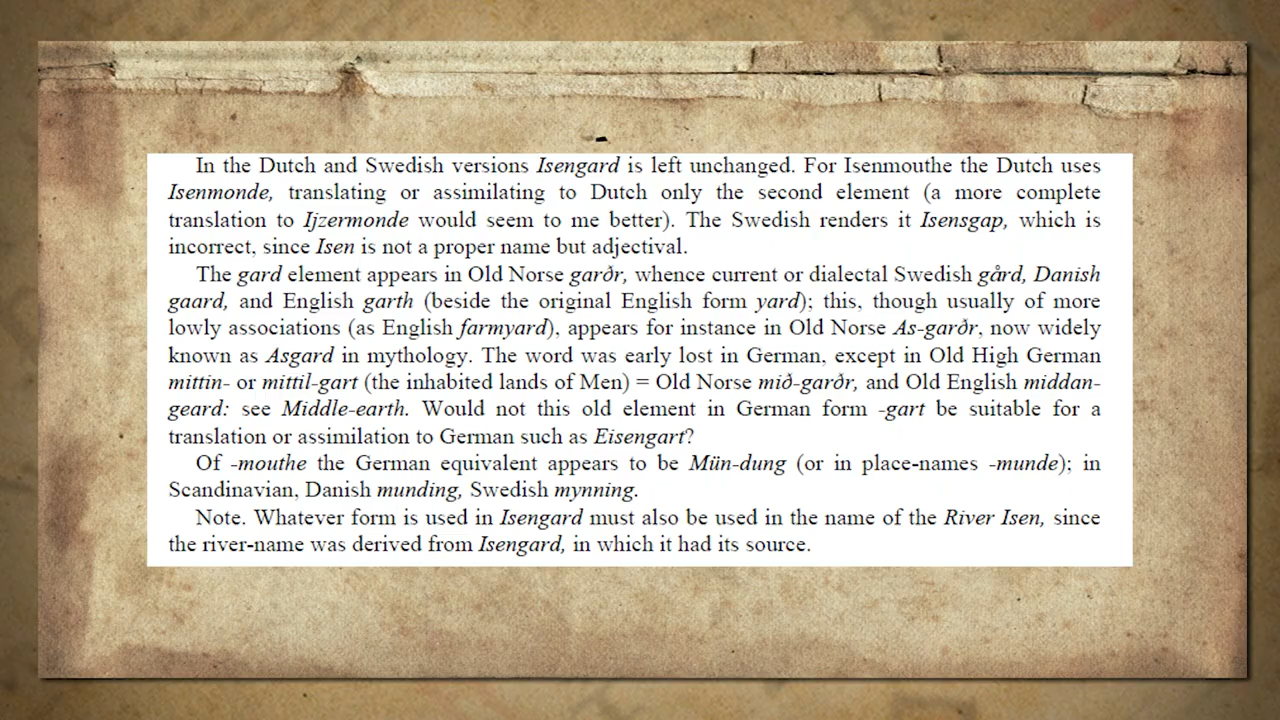 In the Dutch and Swedish versions Isengard is left unchanged. For Isenmouthe the Dutch uses
Isenmonde, translating or assimilating to Dutch only the second element (a more complete
translation to Ijzermonde would seem to me better). The Swedish renders it Isensgap, which is
incorrect, since Isen is not a proper name but adjectival.
The gard element appears in Old Norse garðr, whence current or dialectal Swedish gård, Danish
gaard, and English garth (beside the original English form yard); this, though usually of more
lowly associations (as English farmyard), appears for instance in Old Norse As-garðr, now widely
known as Asgard in mythology. The word was early lost in German, except in Old High German
mittin- or mittil-gart (the inhabited lands of Men) = Old Norse mið-garðr, and Old English middan-
geard: see Middle-earth. Would not this old element in German form -gart be suitable for a
translation or assimilation to German such as Eisengart?
Of -mouthe the German equivalent appears to be Mün-dung (or in place-names -munde); in
Scandinavian, Danish munding, Swedish mynning.
Note. Whatever form is used in Isengard must also be used in the name of the River Isen, since
the river-name was derived from Isengard, in which it had its source.